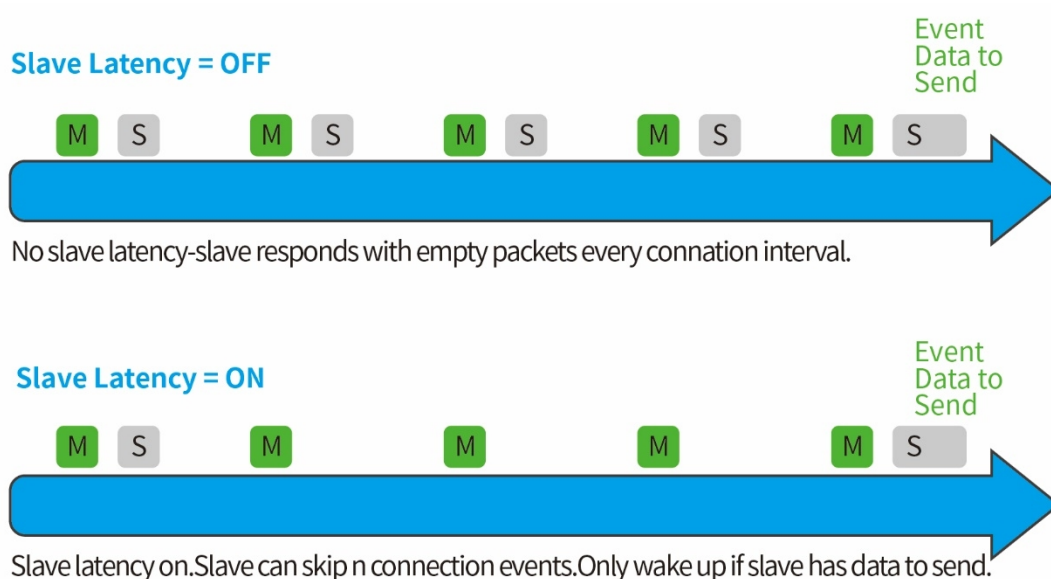 Slave Latency = OFF
Event
Data to
Send
M S M S M S M S M S
No slave latency-slave responds with empty packets every connation interval.
Slave Latency = ON
Event
Data to
Send
M S M M M M S
Slave latency on.Slave can skip n connection events.Only wake up if slave has data to send.